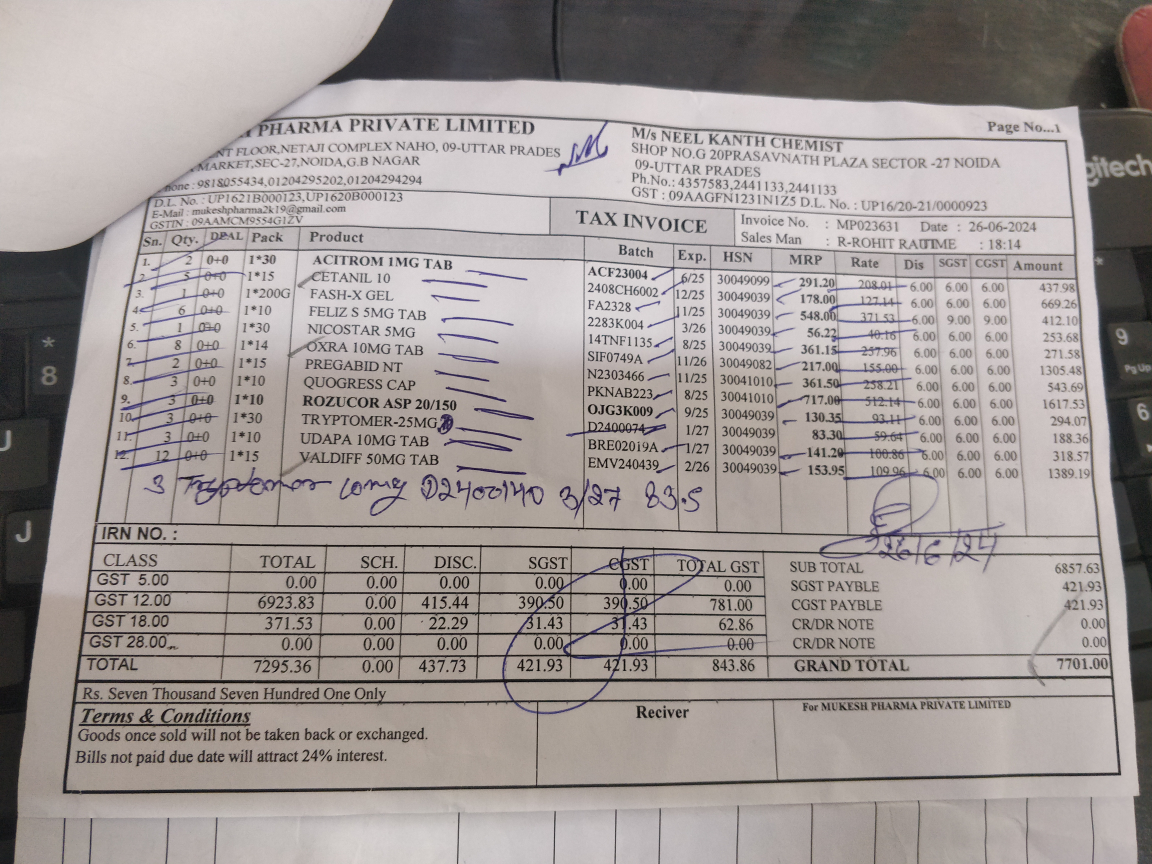 PHARMA PRIVATE LIMITED
FLOOR,NETAJI COMPLEX NAHO, 09-UTTAR PRADES
MARKET,SEC-27,NOIDA,G.B NAGAR
hone : 9818055434,01204295202,01204294294
D.L. No. : UP1621B000123,UP1620B000123
E-Mail : mukeshpharma2k19@gmail.com
GSTIN : 09AAMCM9554G1ZV
Page No...1
M/s NEEL KANTH CHEMIST
SHOP NO.G 20PRASAVNATH PLAZA SECTOR -27 NOIDA
09-UTTAR PRADES
Ph.No.: 4357583,2441133,2441133
GST : 09AAGFN1231N1Z5 D.L. No. : UP16/20-21/0000923
TAX INVOICE
Invoice No. : MP023631 Date : 26-06-2024
Sales Man : R-ROHIT RAUTIME : 18:14
Sn. Qty. DPAL Pack Product Batch Exp. HSN MRP Rate Dis SGST CGST Amount
1. 2 0+0 1*30 ACITROM 1MG TAB ACF23004 6/25 30049099 291.20 208.01 6.00 6.00 6.00 437.98
2. 5 0+0 1*15 CETANIL 10 2408CH6002 12/25 30049039 178.00 127.14 6.00 6.00 6.00 669.26
3. 1 0+0 1*200G FASH-X GEL FA2328 11/25 30049039 548.00 371.53 6.00 9.00 9.00 412.10
4. 6 0+0 1*10 FELIZ S 5MG TAB 2283K004 3/26 30049039 56.22 40.16 6.00 6.00 6.00 253.68
5. 1 0+0 1*30 NICOSTAR 5MG 14TNF1135 8/25 30049039 361.15 257.96 6.00 6.00 6.00 271.58
6. 8 0+0 1*14 OXRA 10MG TAB SIF0749A 11/26 30049082 217.00 155.00 6.00 6.00 6.00 1305.48
7. 2 0+0 1*15 PREGABID NT N2303466 11/25 30041010 361.50 258.21 6.00 6.00 6.00 543.69
8. 3 0+0 1*10 QUOGRESS CAP PKNAB223 8/25 30041010 717.00 512.14 6.00 6.00 6.00 1617.53
9. 3 0+0 1*10 ROZUCOR ASP 20/150 OJG3K009 9/25 30049039 130.35 93.11 6.00 6.00 6.00 294.07
10. 3 0+0 1*30 TRYPTOMER-25MG D2400074 1/27 30049039 83.30 59.64 6.00 6.00 6.00 188.36
11. 3 0+0 1*10 UDAPA 10MG TAB BRE02019A 1/27 30049039 141.20 100.86 6.00 6.00 6.00 318.57
12. 12 0+0 1*15 VALDIFF 50MG TAB EMV240439 2/26 30049039 153.95 109.96 6.00 6.00 6.00 1389.19
3 Tryptomer 10mg D2400140 3/27 83.5
26/6/24
IRN NO. :
CLASS TOTAL SCH. DISC. SGST CGST TOTAL GST
GST 5.00 0.00 0.00 0.00 0.00 0.00 0.00
GST 12.00 6923.83 0.00 415.44 390.50 390.50 781.00
GST 18.00 371.53 0.00 22.29 31.43 31.43 62.86
GST 28.00 0.00 0.00 0.00 0.00 0.00 0.00
TOTAL 7295.36 0.00 437.73 421.93 421.93 843.86
SUB TOTAL 6857.63
SGST PAYBLE 421.93
CGST PAYBLE 421.93
CR/DR NOTE 0.00
CR/DR NOTE 0.00
GRAND TOTAL 7701.00
Rs. Seven Thousand Seven Hundred One Only
Terms & Conditions
Goods once sold will not be taken back or exchanged.
Bills not paid due date will attract 24% interest.
Reciver
For MUKESH PHARMA PRIVATE LIMITED
gitech
*
8
U
J
*
9
Pg Up
6